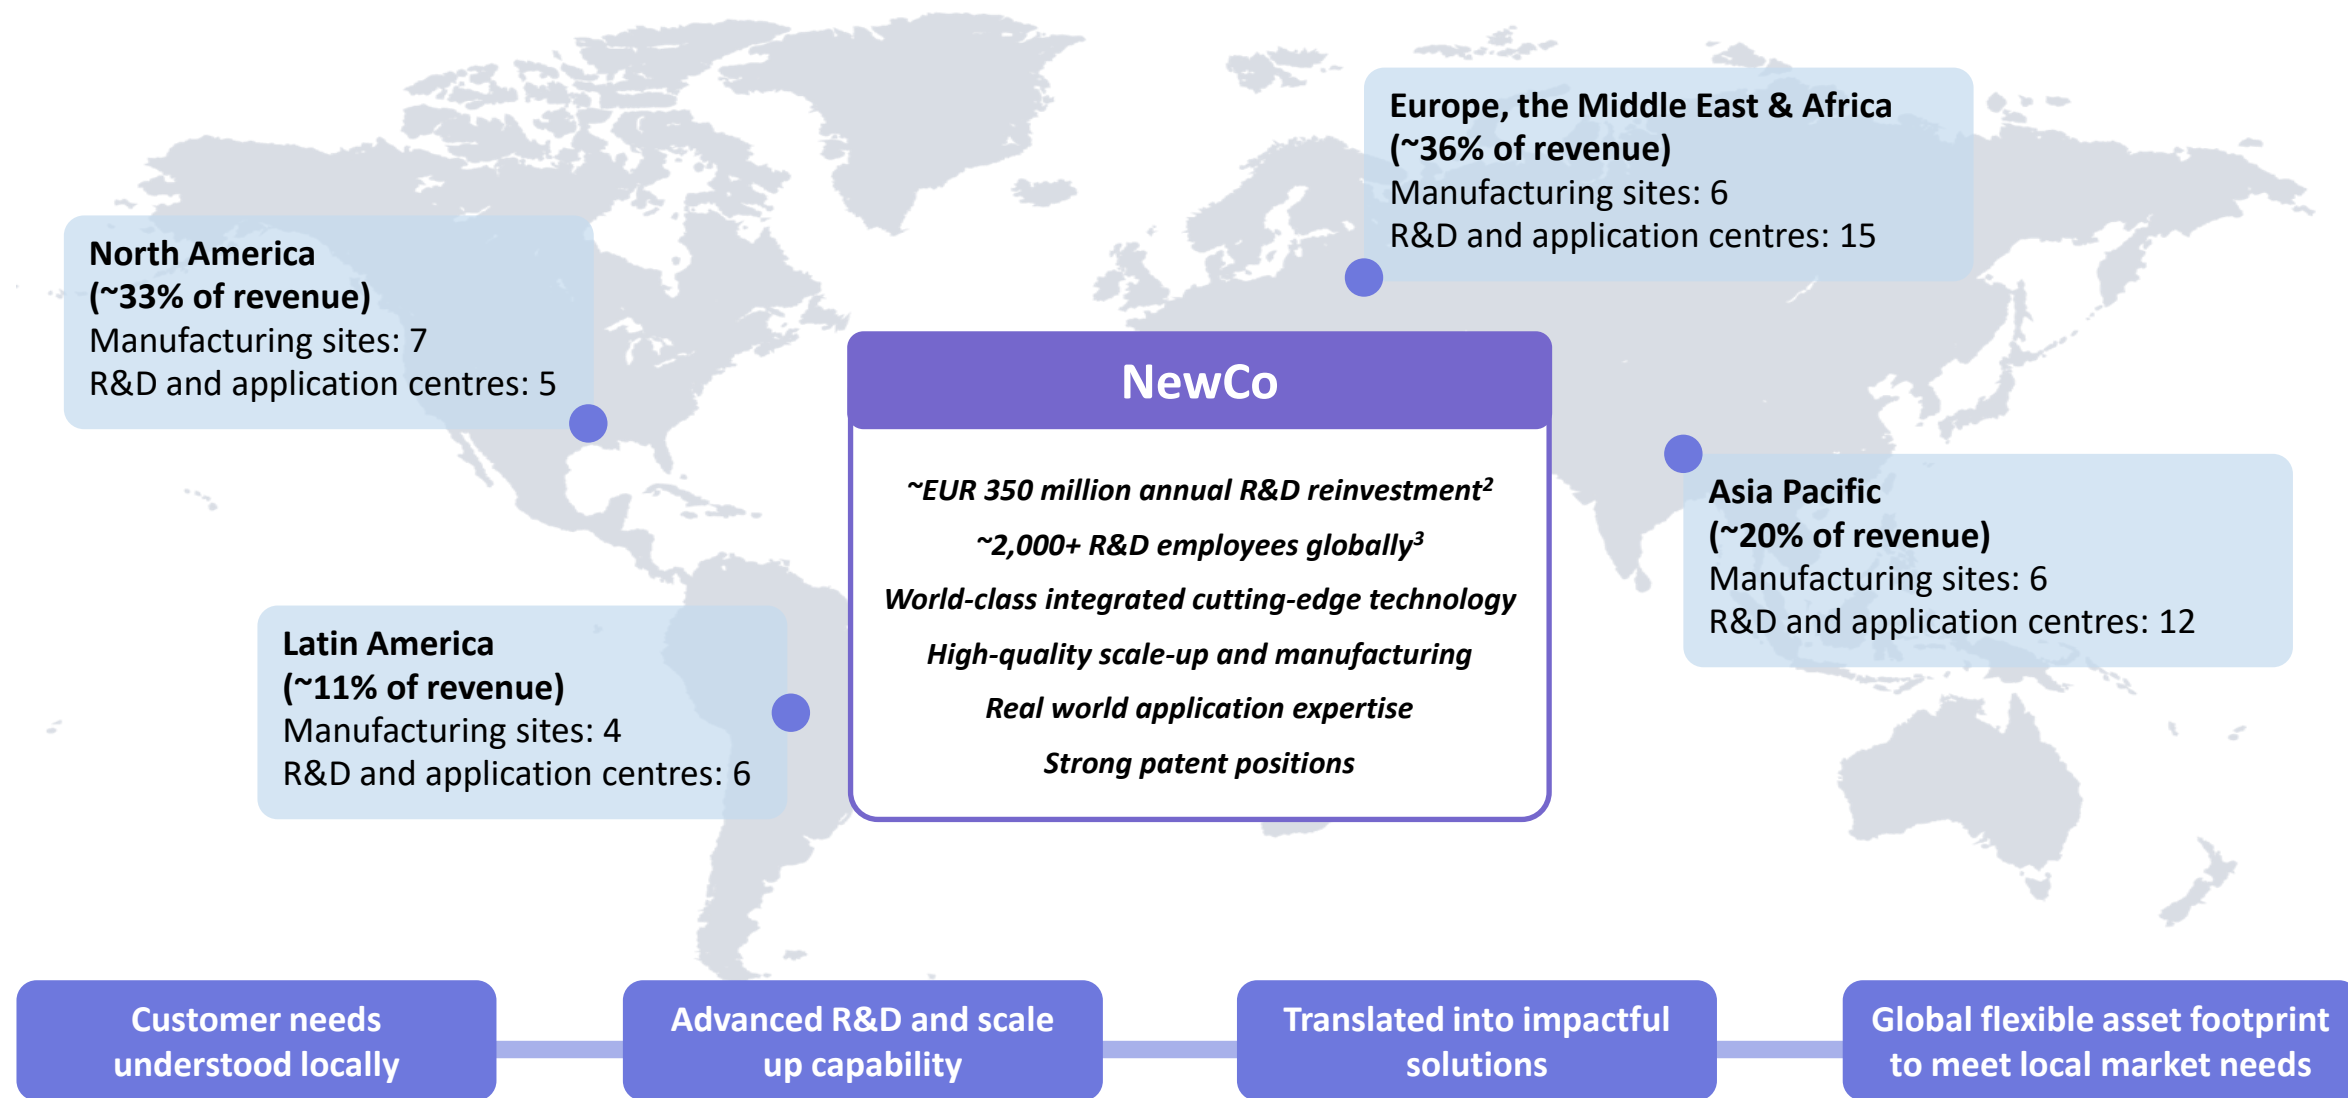 Europe, the Middle East & Africa
(~36% of revenue)
Manufacturing sites: 6
R&D and application centres: 15
North America
(~33% of revenue)
Manufacturing sites: 7
R&D and application centres: 5
NewCo
~EUR 350 million annual R&D reinvestment²
~2,000+ R&D employees globally³
World-class integrated cutting-edge technology
High-quality scale-up and manufacturing
Real world application expertise
Strong patent positions
Asia Pacific
(~20% of revenue)
Manufacturing sites: 6
R&D and application centres: 12
Latin America
(~11% of revenue)
Manufacturing sites: 4
R&D and application centres: 6
Customer needs
understood locally
Advanced R&D and scale
up capability
Translated into impactful
solutions
Global flexible asset footprint
to meet local market needs